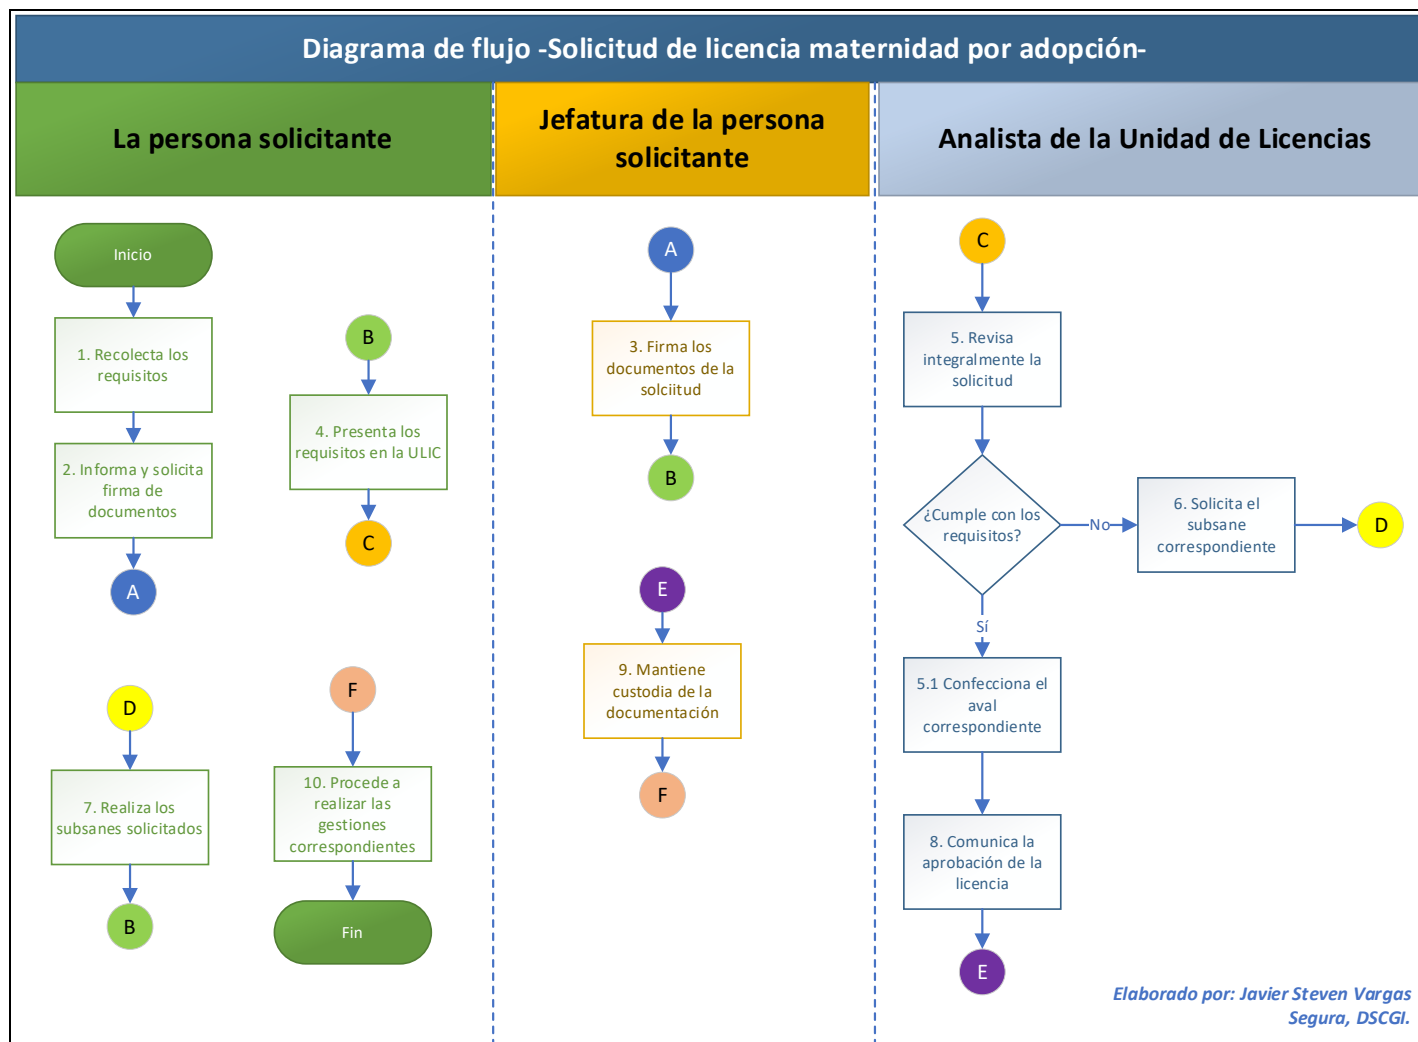 Diagrama de flujo -Solicitud de licencia maternidad por adopción-
La persona solicitante
Jefatura de la persona
solicitante
Analista de la Unidad de Licencias
Inicio
1. Recolecta los
requisitos
2. Informa y solicita
firma de
documentos
A
B
4. Presenta los
requisitos en la ULIC
C
D
7. Realiza los
subsanes solicitados
B
F
10. Procede a
realizar las
gestiones
correspondientes
Fin
A
3. Firma los
documentos de la
solciitud
B
E
9. Mantiene
custodia de la
documentación
F
C
5. Revisa
integralmente la
solicitud
¿Cumple con los
requisitos?
No
6. Solicita el
subsane
correspondiente
D
Sí
5.1 Confecciona el
aval
correspondiente
8. Comunica la
aprobación de la
licencia
E
Elaborado por: Javier Steven Vargas
Segura, DSCGI.